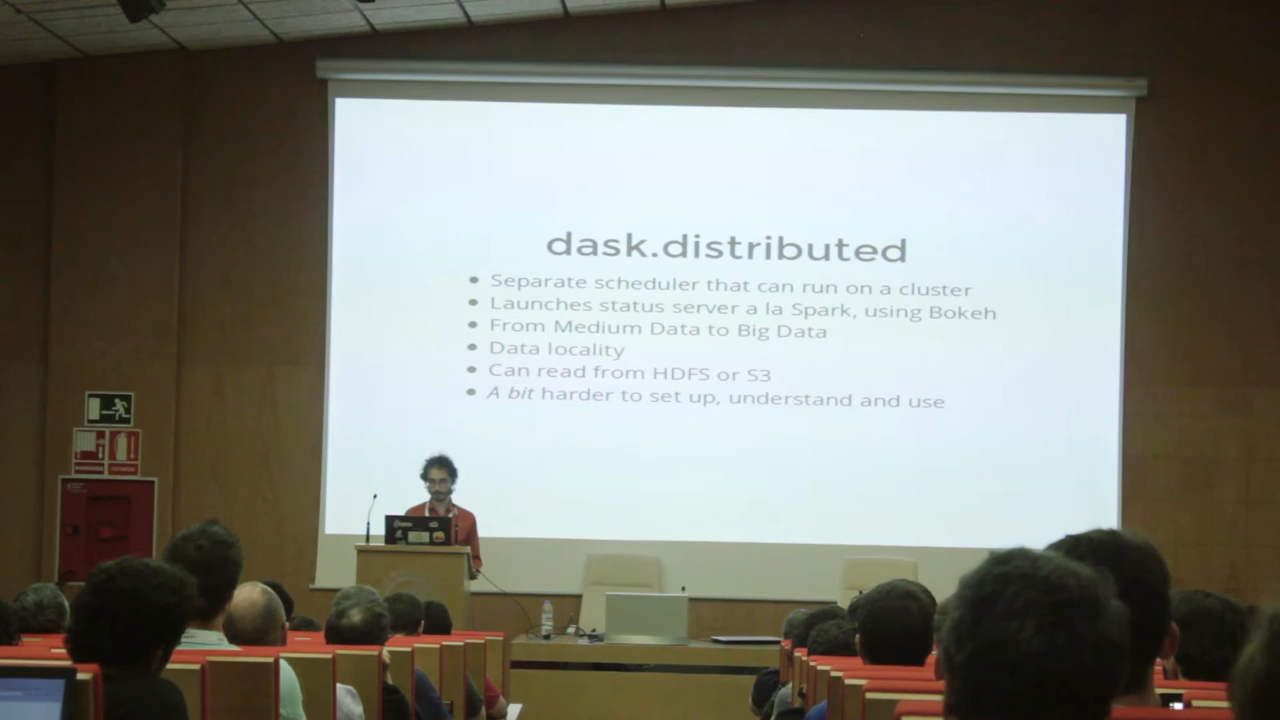 dask.distributed
Separate scheduler that can run on a cluster
Launches status server a la Spark, using Bokeh
From Medium Data to Big Data
Data locality
Can read from HDFS or S3
A bit harder to set up, understand and use